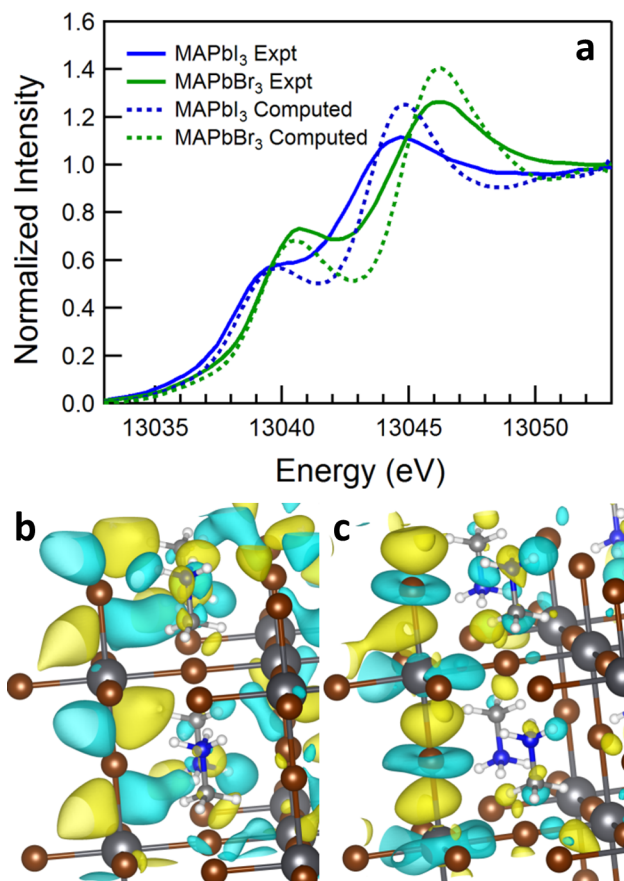 1.6
1.4
1.2
1.0
0.8
0.6
0.4
0.2
0.0
Normalized Intensity
MAPbI₃ Expt
MAPbBr₃ Expt
MAPbI₃ Computed
MAPbBr₃ Computed
a
13035
13040
13045
13050
Energy (eV)
b
c